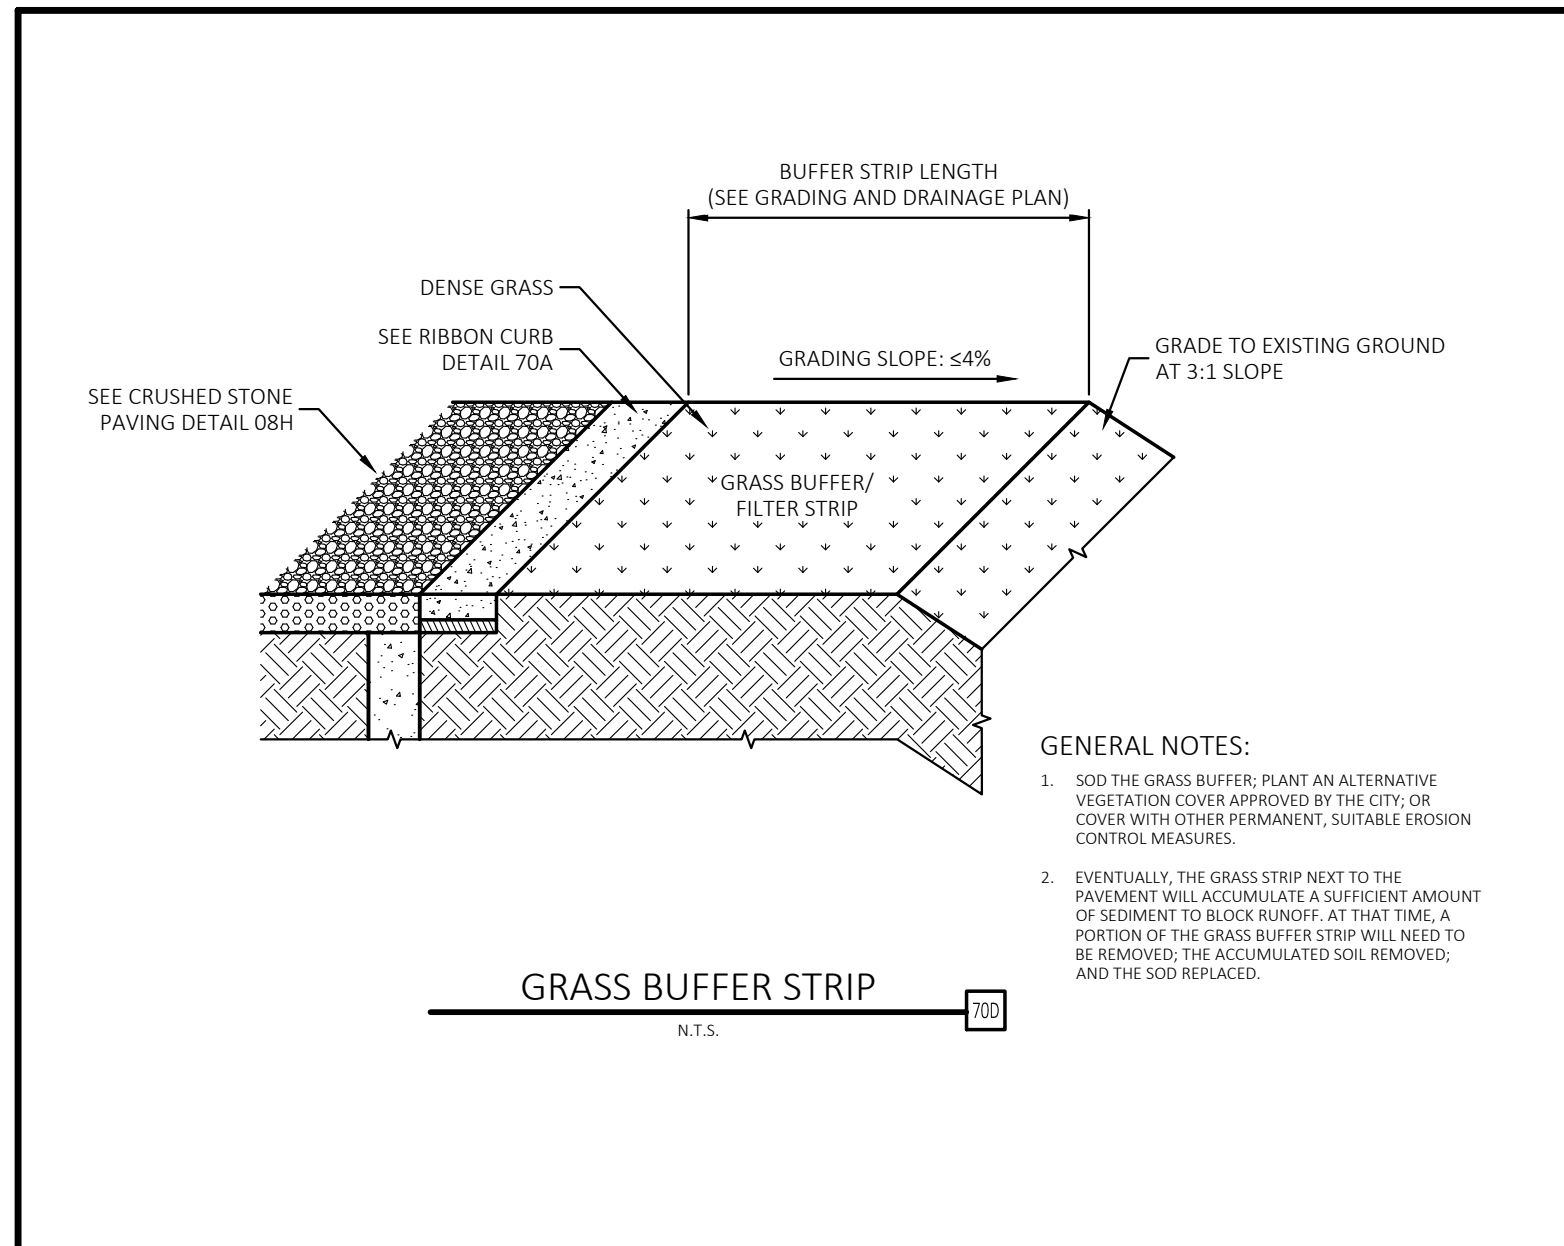 BUFFER STRIP LENGTH
(SEE GRADING AND DRAINAGE PLAN)
DENSE GRASS
SEE RIBBON CURB
DETAIL 70A
GRADING SLOPE: ≤4%
GRADE TO EXISTING GROUND
AT 3:1 SLOPE
SEE CRUSHED STONE
PAVING DETAIL 08H
GRASS BUFFER/
FILTER STRIP
GENERAL NOTES:
1. SOD THE GRASS BUFFER; PLANT AN ALTERNATIVE
VEGETATION COVER APPROVED BY THE CITY; OR
COVER WITH OTHER PERMANENT, SUITABLE EROSION
CONTROL MEASURES.
2. EVENTUALLY, THE GRASS STRIP NEXT TO THE
PAVEMENT WILL ACCUMULATE A SUFFICIENT AMOUNT
OF SEDIMENT TO BLOCK RUNOFF. AT THAT TIME, A
PORTION OF THE GRASS BUFFER STRIP WILL NEED TO
BE REMOVED; THE ACCUMULATED SOIL REMOVED;
AND THE SOD REPLACED.
GRASS BUFFER STRIP
70D
N.T.S.